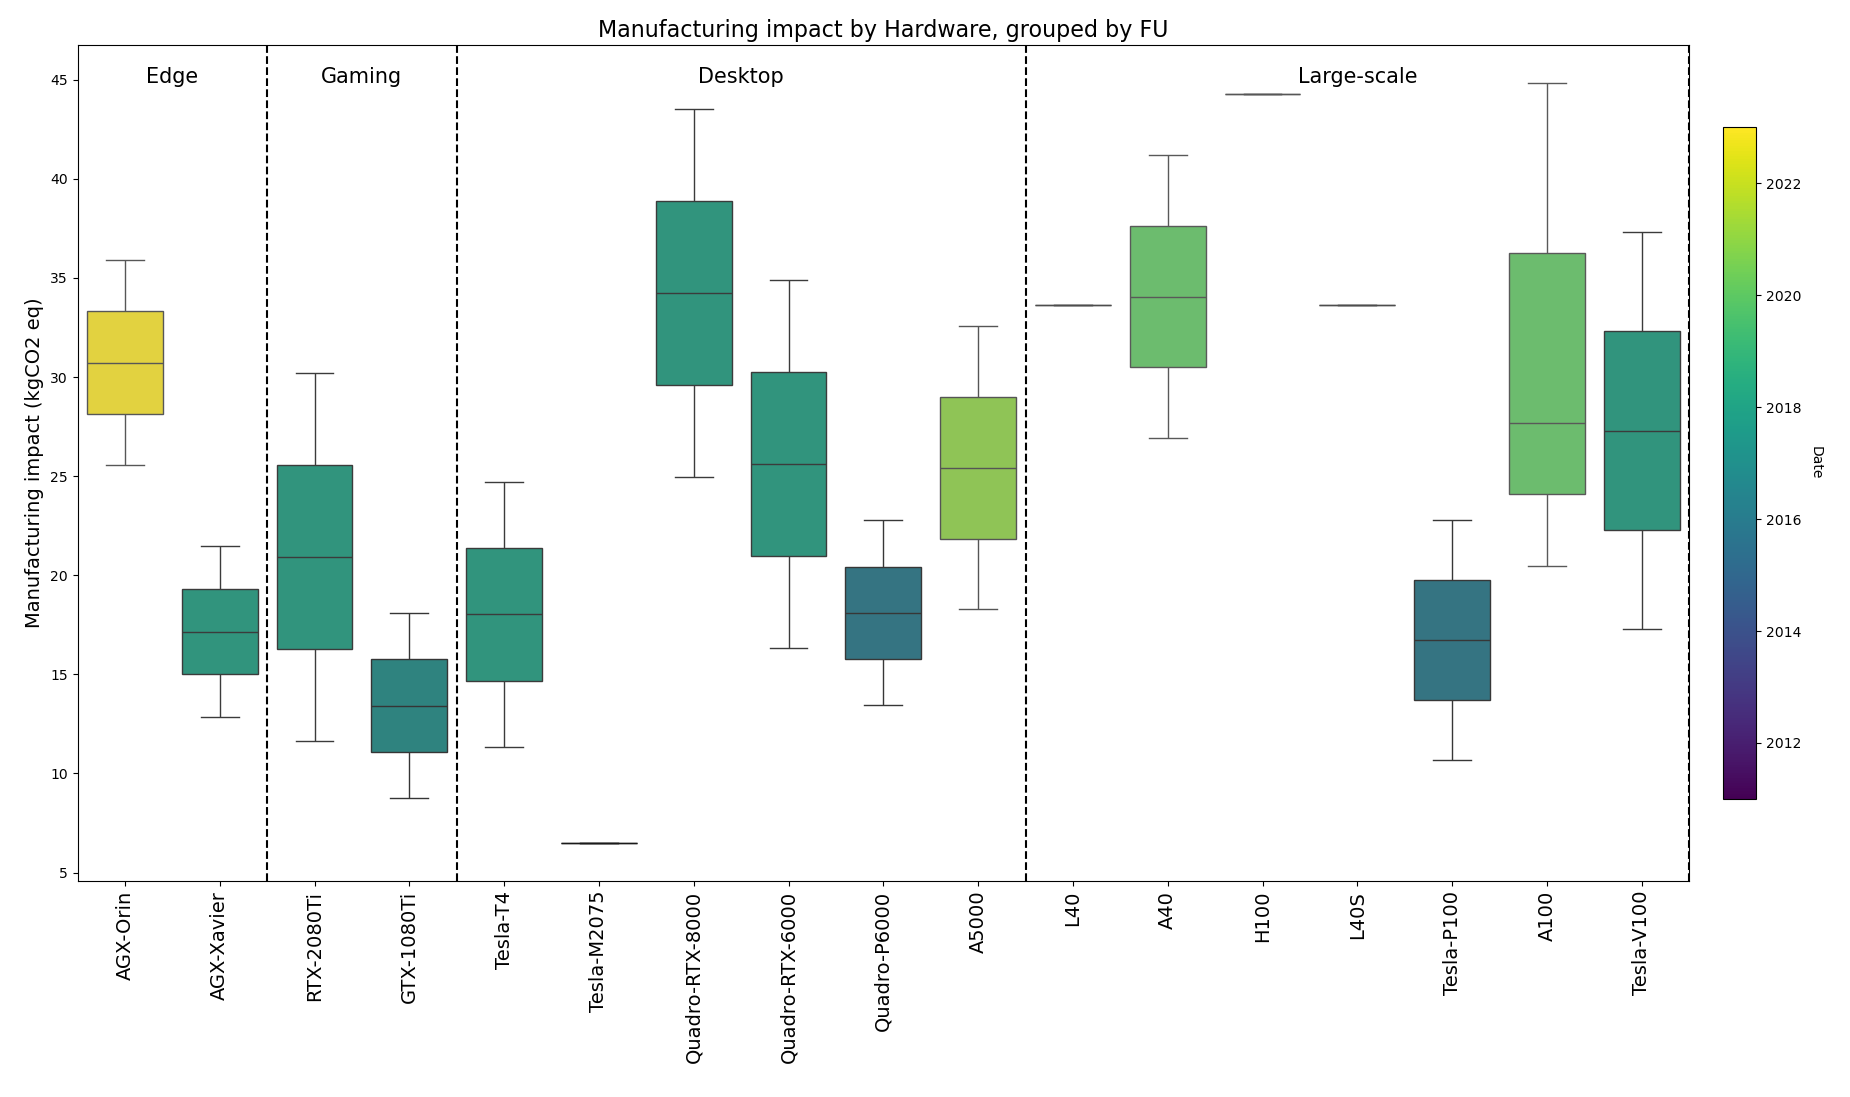 Manufacturing impact by Hardware, grouped by FU
Edge
Gaming
Desktop
Large-scale
Manufacturing impact (kgCO2 eq)
45
40
35
30
25
20
15
10
5
AGX-Orin
AGX-Xavier
RTX-2080Ti
GTX-1080Ti
Tesla-T4
Tesla-M2075
Quadro-RTX-8000
Quadro-RTX-6000
Quadro-P6000
A5000
L40
A40
H100
L40S
Tesla-P100
A100
Tesla-V100
2022
2020
2018
2016
2014
2012
Date